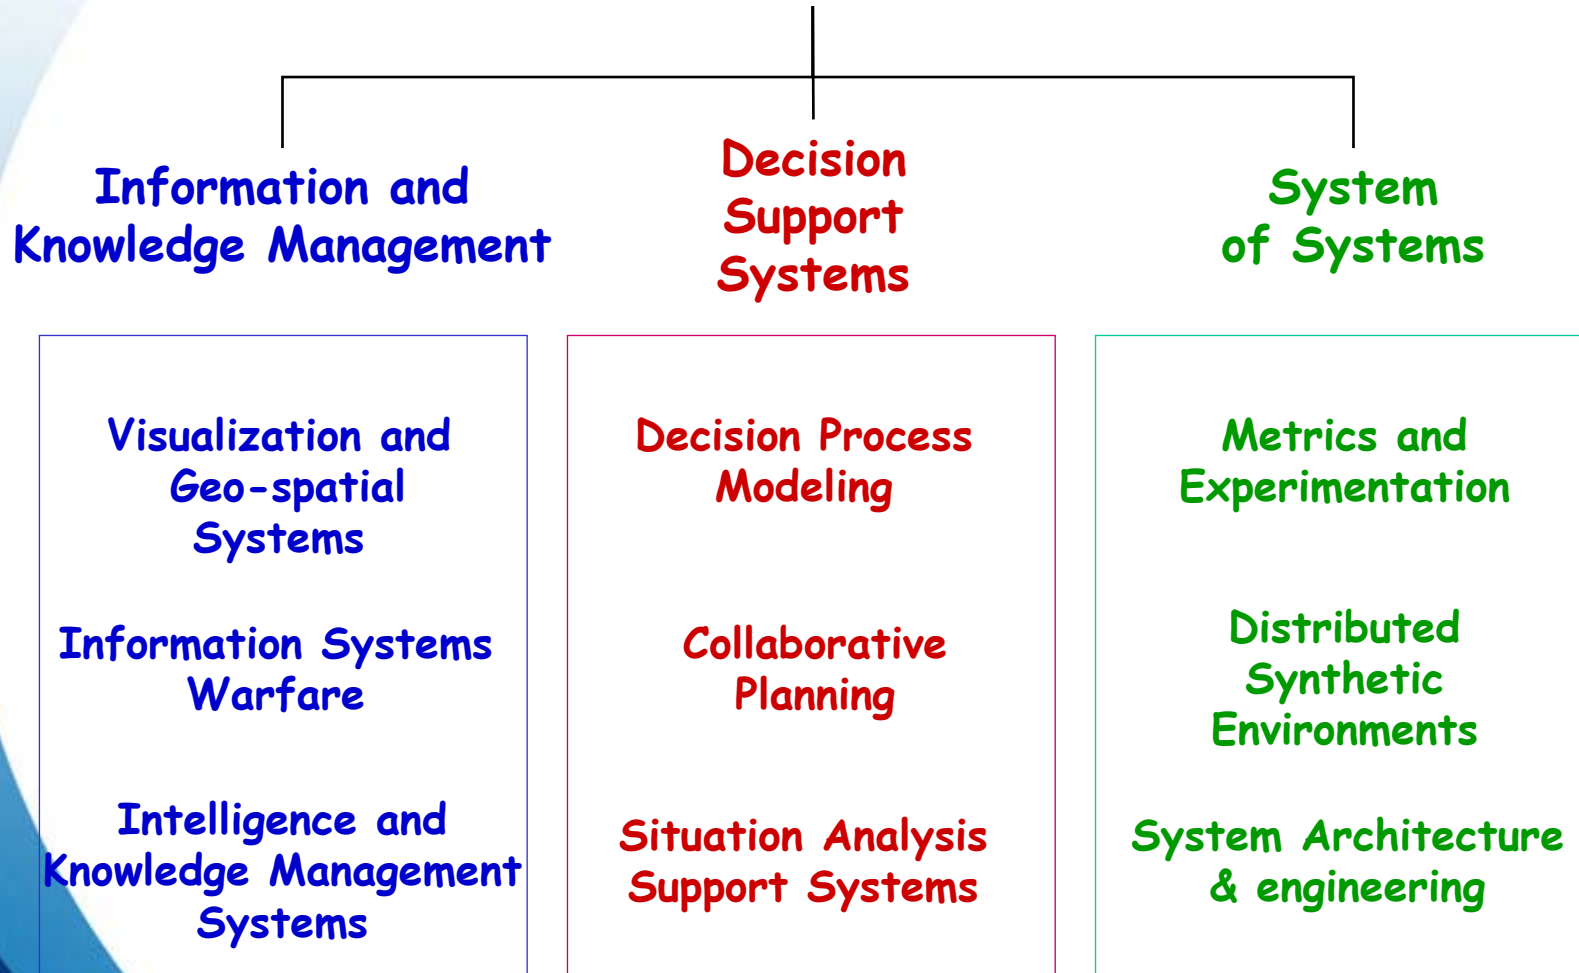 Information and
Knowledge Management
Decision
Support
Systems
System
of Systems
Visualization and
Geo-spatial
Systems
Information Systems
Warfare
Intelligence and
Knowledge Management
Systems
Decision Process
Modeling
Collaborative
Planning
Situation Analysis
Support Systems
Metrics and
Experimentation
Distributed
Synthetic
Environments
System Architecture
& engineering